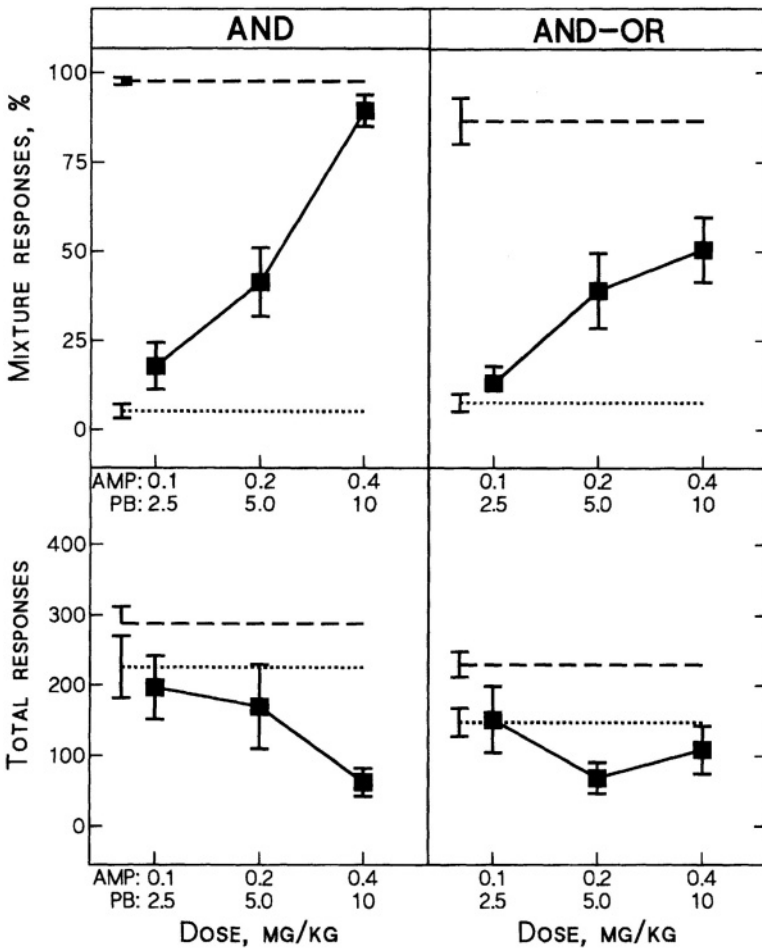 AND AND-OR
MIXTURE RESPONSES, %
100
75
50
25
0
AMP: 0.1 0.2 0.4 0.1 0.2 0.4
PB: 2.5 5.0 10 2.5 5.0 10
TOTAL RESPONSES
400
300
200
100
0
AMP: 0.1 0.2 0.4 0.1 0.2 0.4
PB: 2.5 5.0 10 2.5 5.0 10
DOSE, MG/KG DOSE, MG/KG